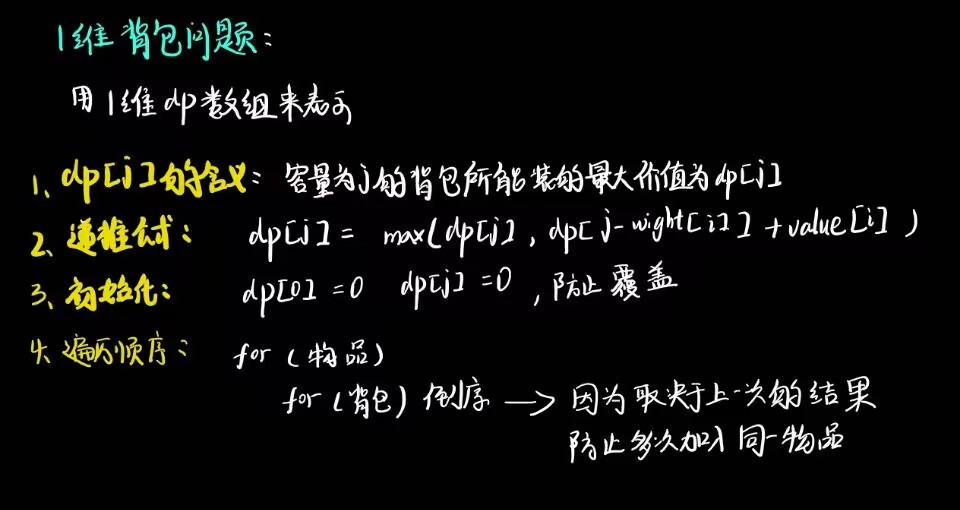 1维背包问题：
用1维dp数组来表示
1、dp[j]的含义：容量为j的背包所能装的最大价值为dp[j]
2、递推公式：dp[j] = max(dp[j], dp[j-wight[i]] + value[i])
3、初始化：dp[0] = 0 dp[j] = 0，防止覆盖
4、遍历顺序：for (物品)
for (背包) 倒序 → 因为取决于上一次的结果
防止多次加入同一物品